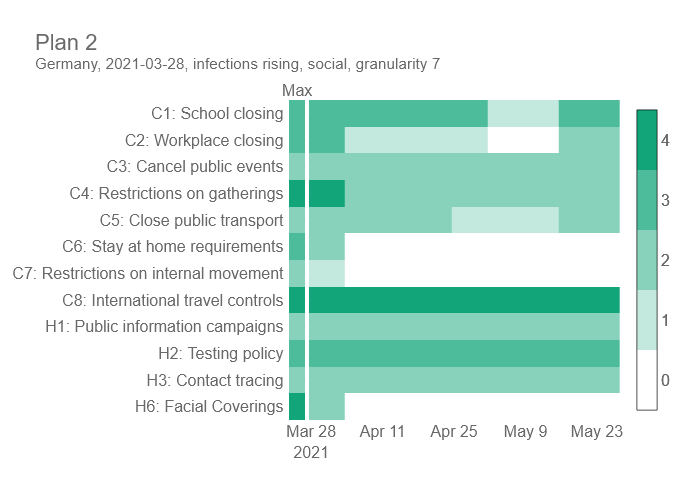 Plan 2
Germany, 2021-03-28, infections rising, social, granularity 7
Max
C1: School closing
C2: Workplace closing
C3: Cancel public events
C4: Restrictions on gatherings
C5: Close public transport
C6: Stay at home requirements
C7: Restrictions on internal movement
C8: International travel controls
H1: Public information campaigns
H2: Testing policy
H3: Contact tracing
H6: Facial Coverings
Mar 28 Apr 11 Apr 25 May 9 May 23
2021
4
3
2
1
0